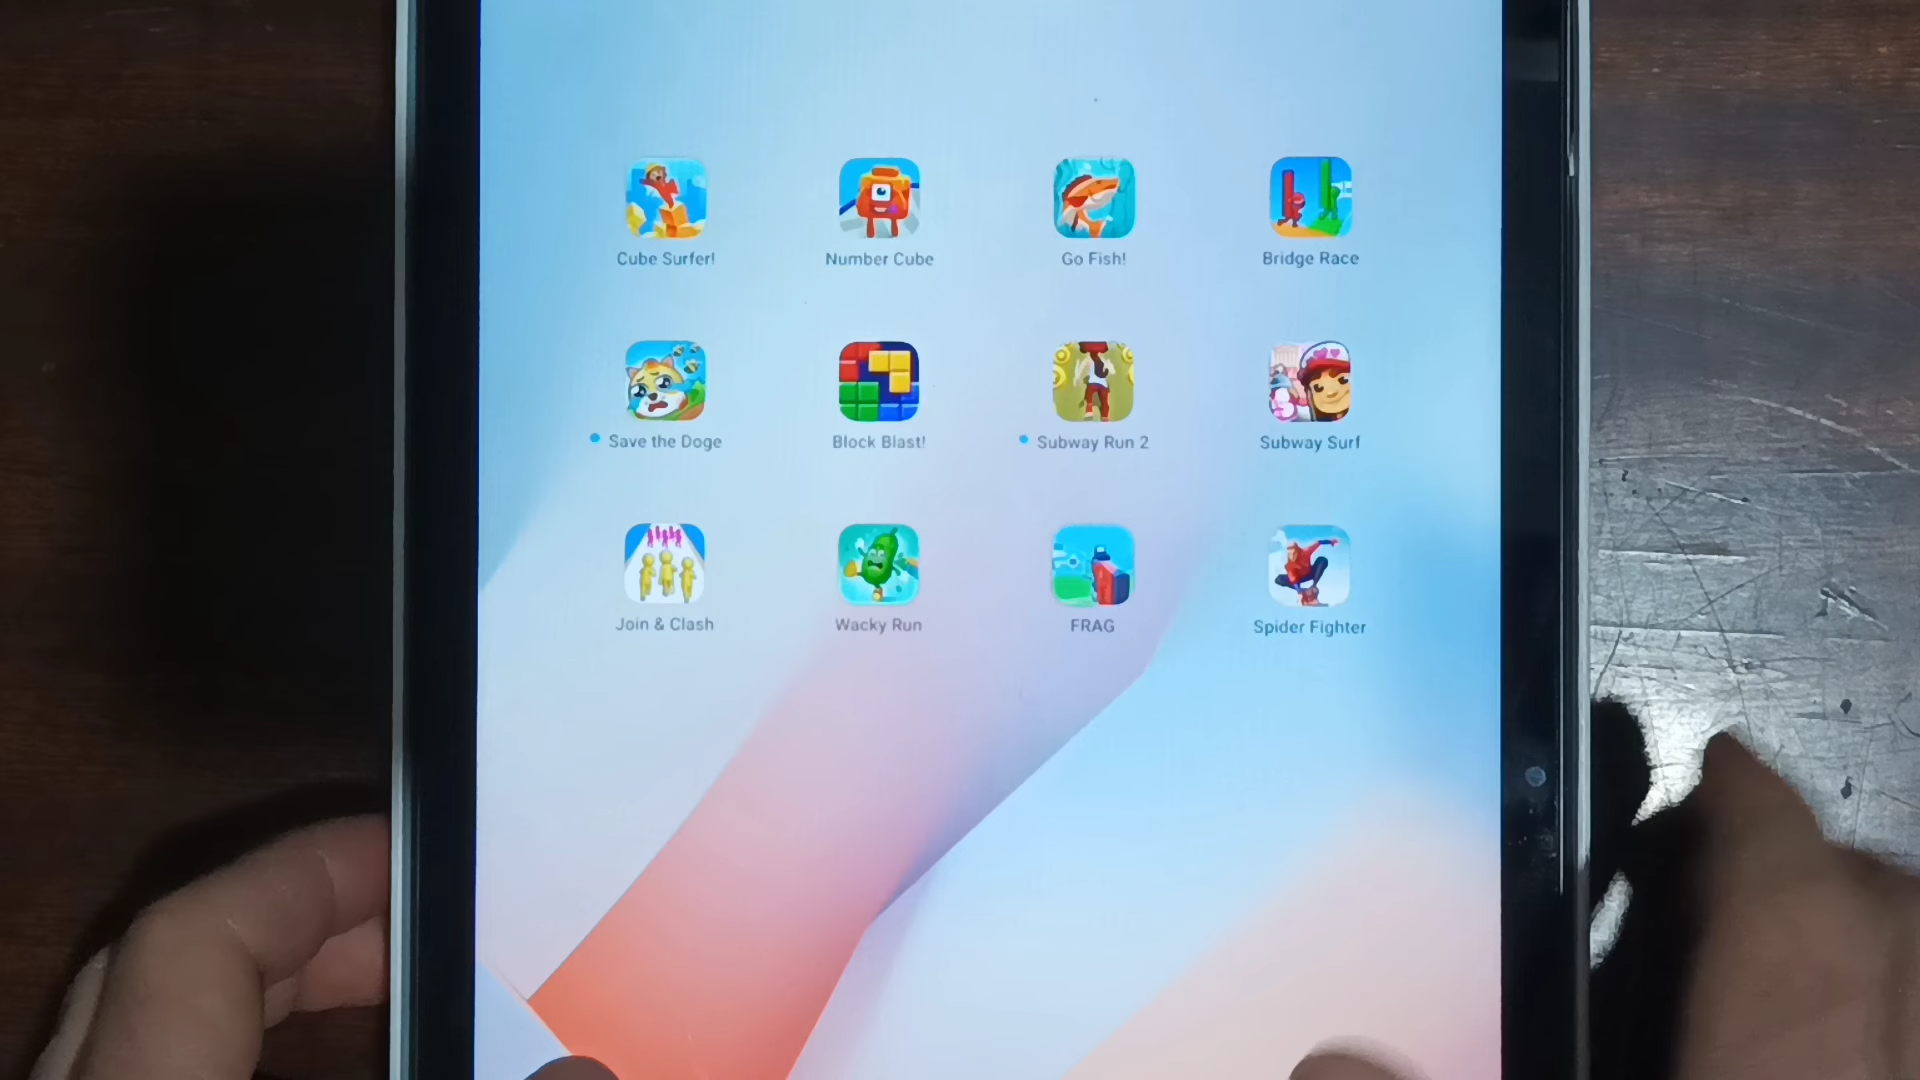 Cube Surfer!
Number Cube
Go Fish!
Bridge Race
Save the Doge
Block Blast!
Subway Run 2
Subway Surf
Join & Clash
Wacky Run
FRAG
Spider Fighter